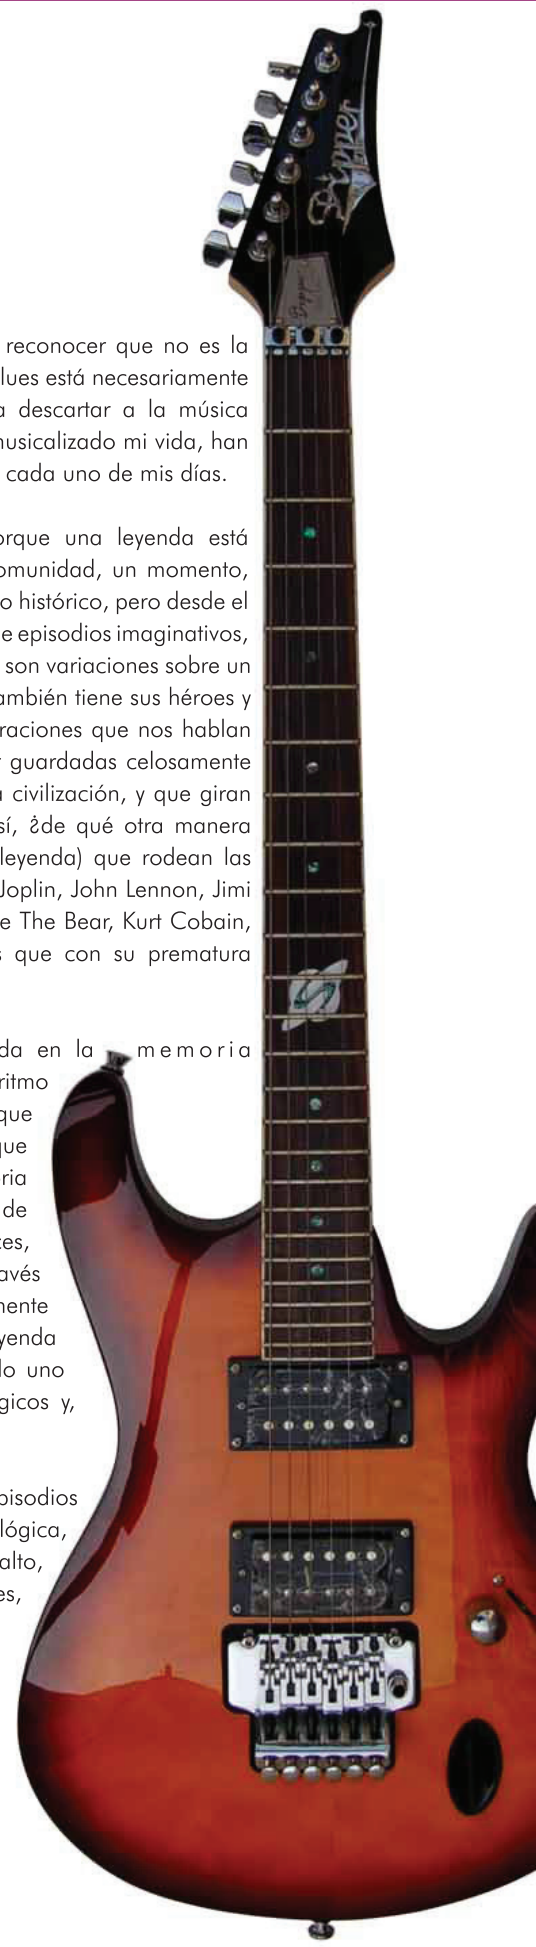 Dipper
reconocer que no es la
lues está necesariamente
a descartar a la música
musicalizado mi vida, han
cada uno de mis días.
orque una leyenda está
omunidad, un momento,
o histórico, pero desde el
e episodios imaginativos,
son variaciones sobre un
ambién tiene sus héroes y
raciones que nos hablan
r guardadas celosamente
a civilización, y que giran
sí, ¿de qué otra manera
leyenda) que rodean las
Joplin, John Lennon, Jimi
e The Bear, Kurt Cobain,
s que con su prematura
da en la memoria
ritmo
que
que
ria
de
es,
avés
mente
yenda
do uno
gicos y,
pisodios
lógica,
alto,
es,